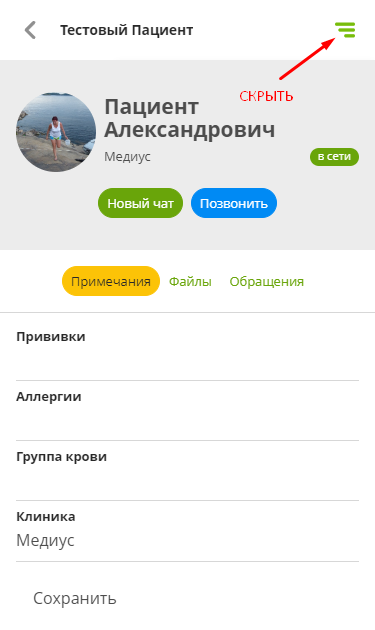 Тестовый Пациент
СКРЫТЬ
Пациент
Александрович
Медиус
в сети
Новый чат
Позвонить
Примечания
Файлы
Обращения
Прививки
Аллергии
Группа крови
Клиника
Медиус
Сохранить